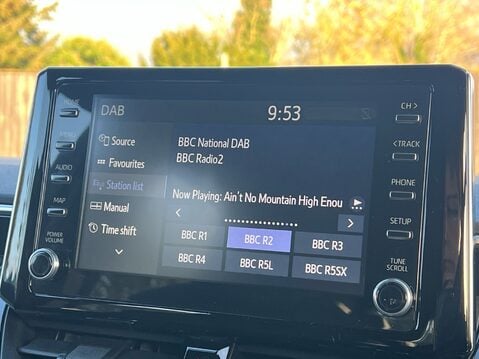 HOME
MENU
AUDIO
MAP
POWER
VOLUME
DAB
9:53
Source
Favourites
Station list
Manual
Time shift
BBC National DAB
BBC Radio2
Now Playing: Ain't No Mountain High Enou
BBC R1
BBC R2
BBC R3
BBC R4
BBC R5L
BBC R5SX
CH >
< TRACK
PHONE
SETUP
TUNE
SCROLL